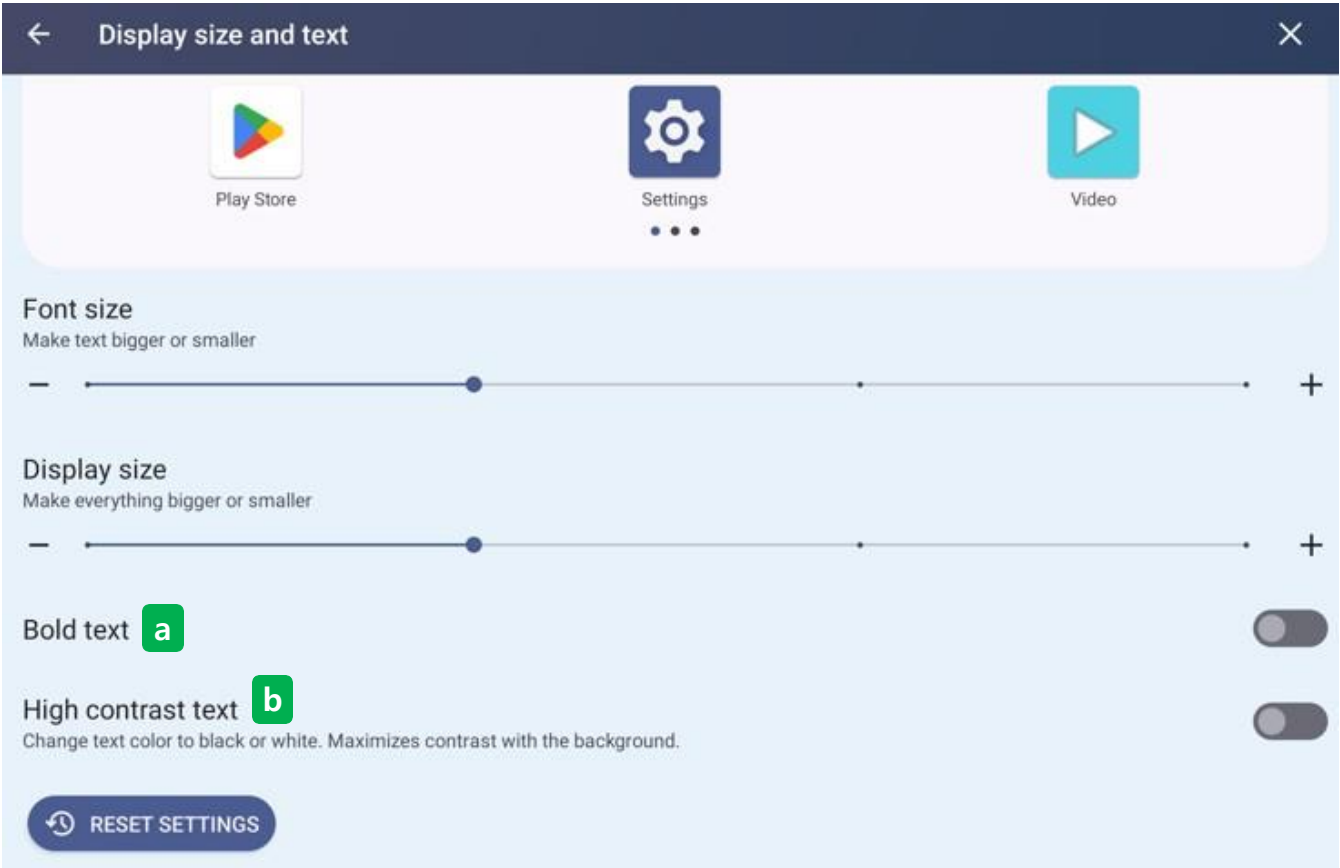 Display size and text
Play Store
Settings
Video
Font size
Make text bigger or smaller
Display size
Make everything bigger or smaller
Bold text a
High contrast text b
Change text color to black or white. Maximizes contrast with the background.
RESET SETTINGS